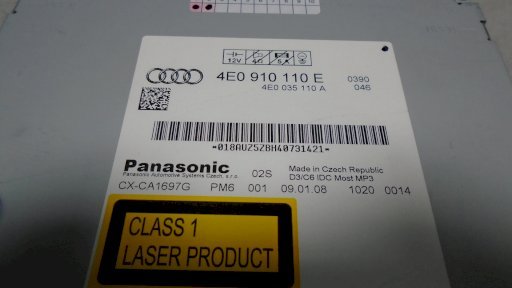 12V 4Ω 5A
4E0 910 110 E 0390
4E0 035 110 A 046
-018AUZ5ZBH40731421-
Panasonic 02S Made in Czech Republic
Panasonic Automotive Systems Czech, s.r.o. D3/C6 IDC Most MP3
CX-CA1697G PM6 001 09.01.08 1020 0014
CLASS 1
LASER PRODUCT